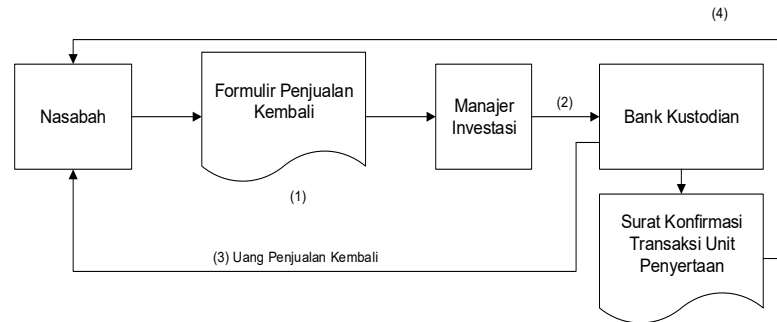 (4)
Nasabah
Formulir Penjualan
Kembali
(1)
Manajer
Investasi
(2)
Bank Kustodian
(3) Uang Penjualan Kembali
Surat Konfirmasi
Transaksi Unit
Penyertaan